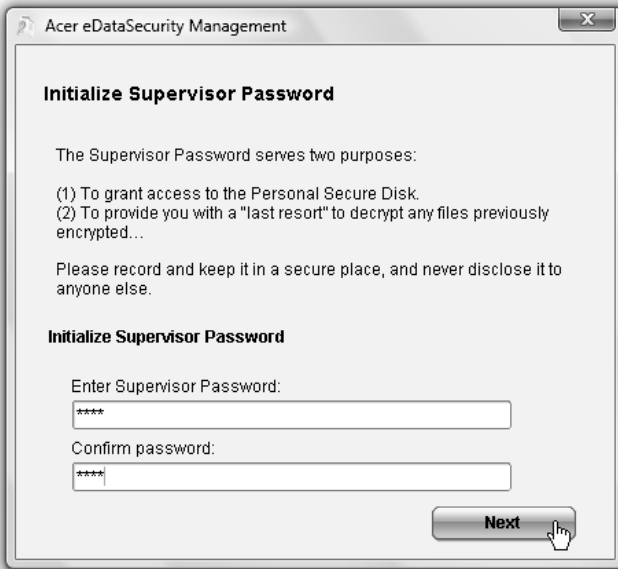 Acer eDataSecurity Management
X
Initialize Supervisor Password
The Supervisor Password serves two purposes:
(1) To grant access to the Personal Secure Disk.
(2) To provide you with a "last resort" to decrypt any files previously
encrypted...
Please record and keep it in a secure place, and never disclose it to
anyone else.
Initialize Supervisor Password
Enter Supervisor Password:
****
Confirm password:
****
Next